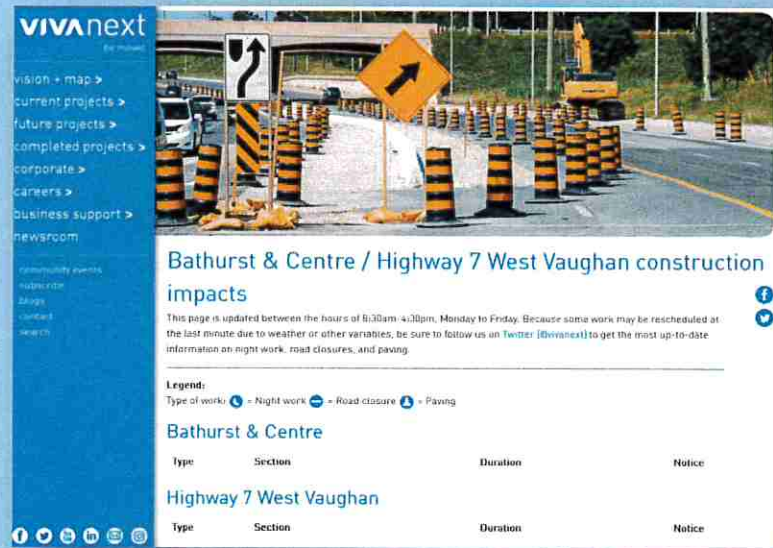 vivanext
be moved
vision + map >
current projects >
future projects >
completed projects >
corporate >
careers >
business support >
newsroom
community events
subscribe
blogs
contact
search
Bathurst & Centre / Highway 7 West Vaughan construction
impacts
This page is updated between the hours of 8:30am-4:30pm, Monday to Friday. Because some work may be rescheduled at
the last minute due to weather or other variables, be sure to follow us on Twitter (@vivanext) to get the most up-to-date
information on night work, road closures, and paving.
Legend:
Type of work: = Night work = Road closure = Paving
Bathurst & Centre
Type Section Duration Notice
Highway 7 West Vaughan
Type Section Duration Notice